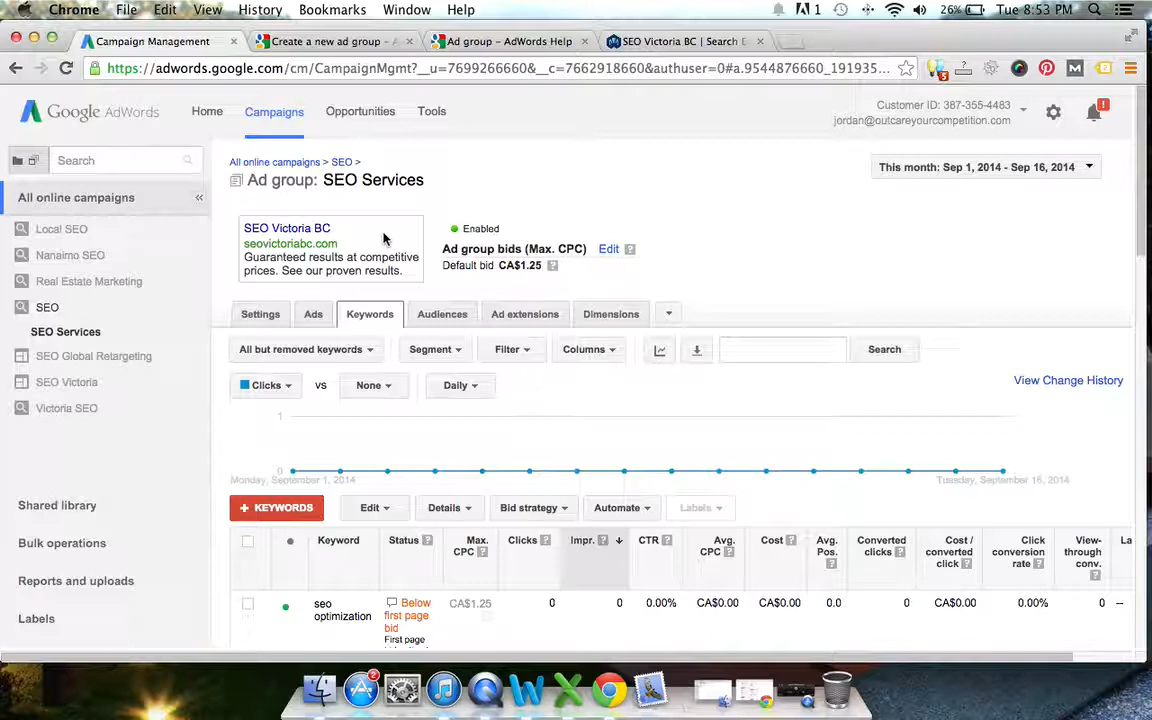 Chrome File Edit View History Bookmarks Window Help 1 26% Tue 8:53 PM
Campaign Management × Create a new ad group - A × Ad group – AdWords Help × SEO Victoria BC | Search E ×
https://adwords.google.com/cm/CampaignMgmt?__u=7699266660&__c=7662918660&authuser=0#a.9544876660_191935... 5
Google AdWords Home Campaigns Opportunities Tools
Customer ID: 387-355-4483
jordan@outcareyourcompetition.com
!
Search
All online campaigns «
Local SEO
Nanaimo SEO
Real Estate Marketing
SEO
SEO Services
SEO Global Retargeting
SEO Victoria
Victoria SEO
Shared library
Bulk operations
Reports and uploads
Labels
All online campaigns > SEO >
Ad group: SEO Services
This month: Sep 1, 2014 - Sep 16, 2014
SEO Victoria BC
seovictoriabc.com
Guaranteed results at competitive
prices. See our proven results.
Enabled
Ad group bids (Max. CPC) Edit ?
Default bid CA$1.25 ?
Settings Ads Keywords Audiences Ad extensions Dimensions
All but removed keywords Segment Filter Columns Search
Clicks VS None Daily
View Change History
1
0
Monday, September 1, 2014 Tuesday, September 16, 2014
+ KEYWORDS Edit Details Bid strategy Automate Labels
Keyword Status ? Max. CPC ? Clicks ? Impr. ? CTR ? Avg. CPC ? Cost ? Avg. Pos. ? Converted clicks ? Cost / converted click ? Click conversion rate ? View-through conv. ? La
seo optimization Below first page bid CA$1.25 0 0 0.00% CA$0.00 CA$0.00 0.0 0 CA$0.00 0.00% 0 --
First page
2